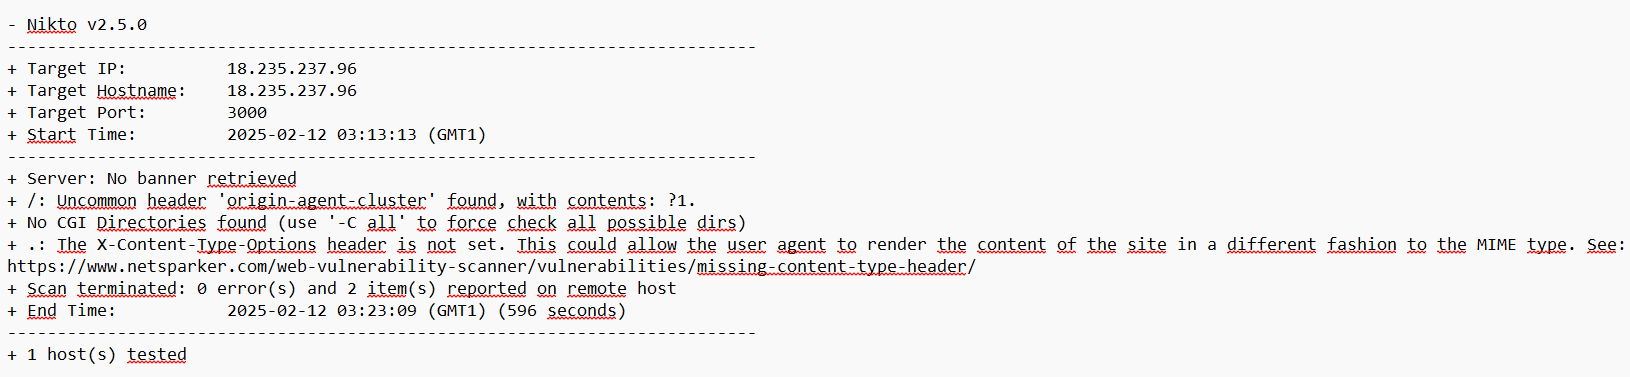 - Nikto v2.5.0
---------------------------------------------------------------------------
+ Target IP:          18.235.237.96
+ Target Hostname:    18.235.237.96
+ Target Port:        3000
+ Start Time:         2025-02-12 03:13:13 (GMT1)
---------------------------------------------------------------------------
+ Server: No banner retrieved
+ /: Uncommon header 'origin-agent-cluster' found, with contents: ?1.
+ No CGI Directories found (use '-C all' to force check all possible dirs)
+ .: The X-Content-Type-Options header is not set. This could allow the user agent to render the content of the site in a different fashion to the MIME type. See:
https://www.netsparker.com/web-vulnerability-scanner/vulnerabilities/missing-content-type-header/
+ Scan terminated: 0 error(s) and 2 item(s) reported on remote host
+ End Time:           2025-02-12 03:23:09 (GMT1) (596 seconds)
---------------------------------------------------------------------------
+ 1 host(s) tested